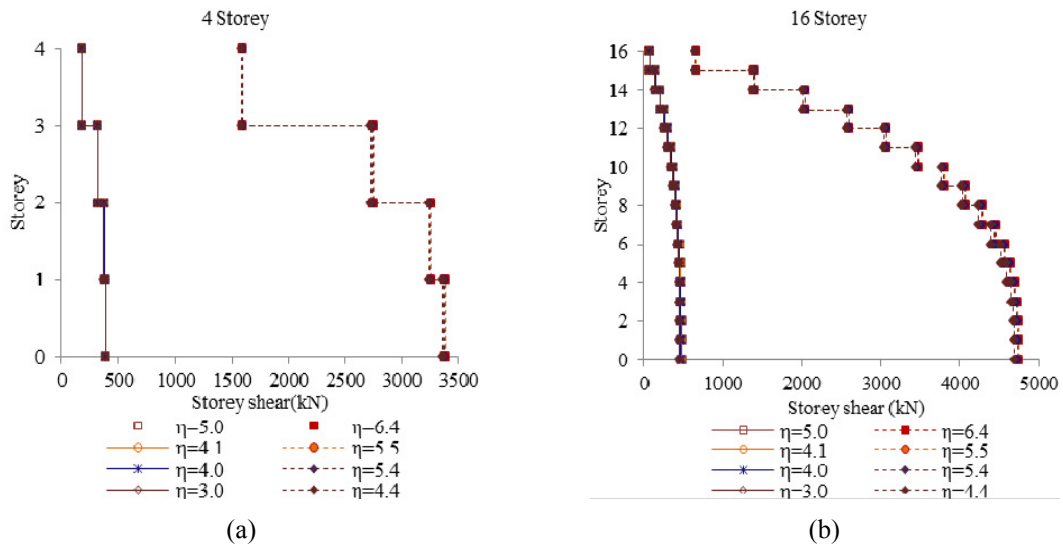 4 Storey
4
3
2
1
0
Storey
0 500 1000 1500 2000 2500 3000 3500
Storey shear(kN)
η=5.0 η=6.4
η=4.1 η=5.5
η=4.0 η=5.4
η=3.0 η=4.4
(a)
16 Storey
16
14
12
10
8
6
4
2
0
Storey
0 1000 2000 3000 4000 5000
Storey shear (kN)
η=5.0 η=6.4
η=4.1 η=5.5
η=4.0 η=5.4
η=3.0 η=4.4
(b)